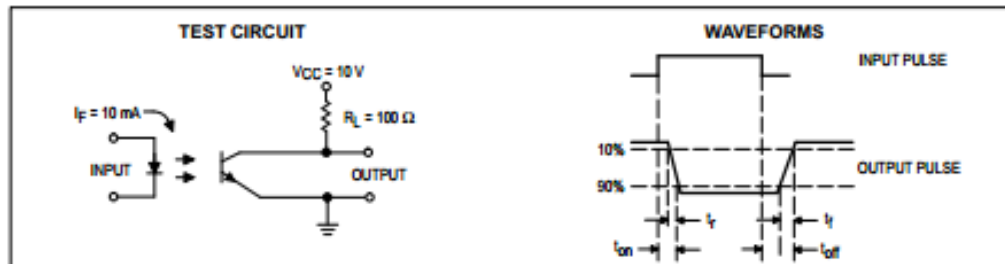 TEST CIRCUIT
VCC = 10 V
IF = 10 mA
RL = 100 Ω
INPUT
OUTPUT
WAVEFORMS
INPUT PULSE
10%
OUTPUT PULSE
90%
tr
tf
ton
toff